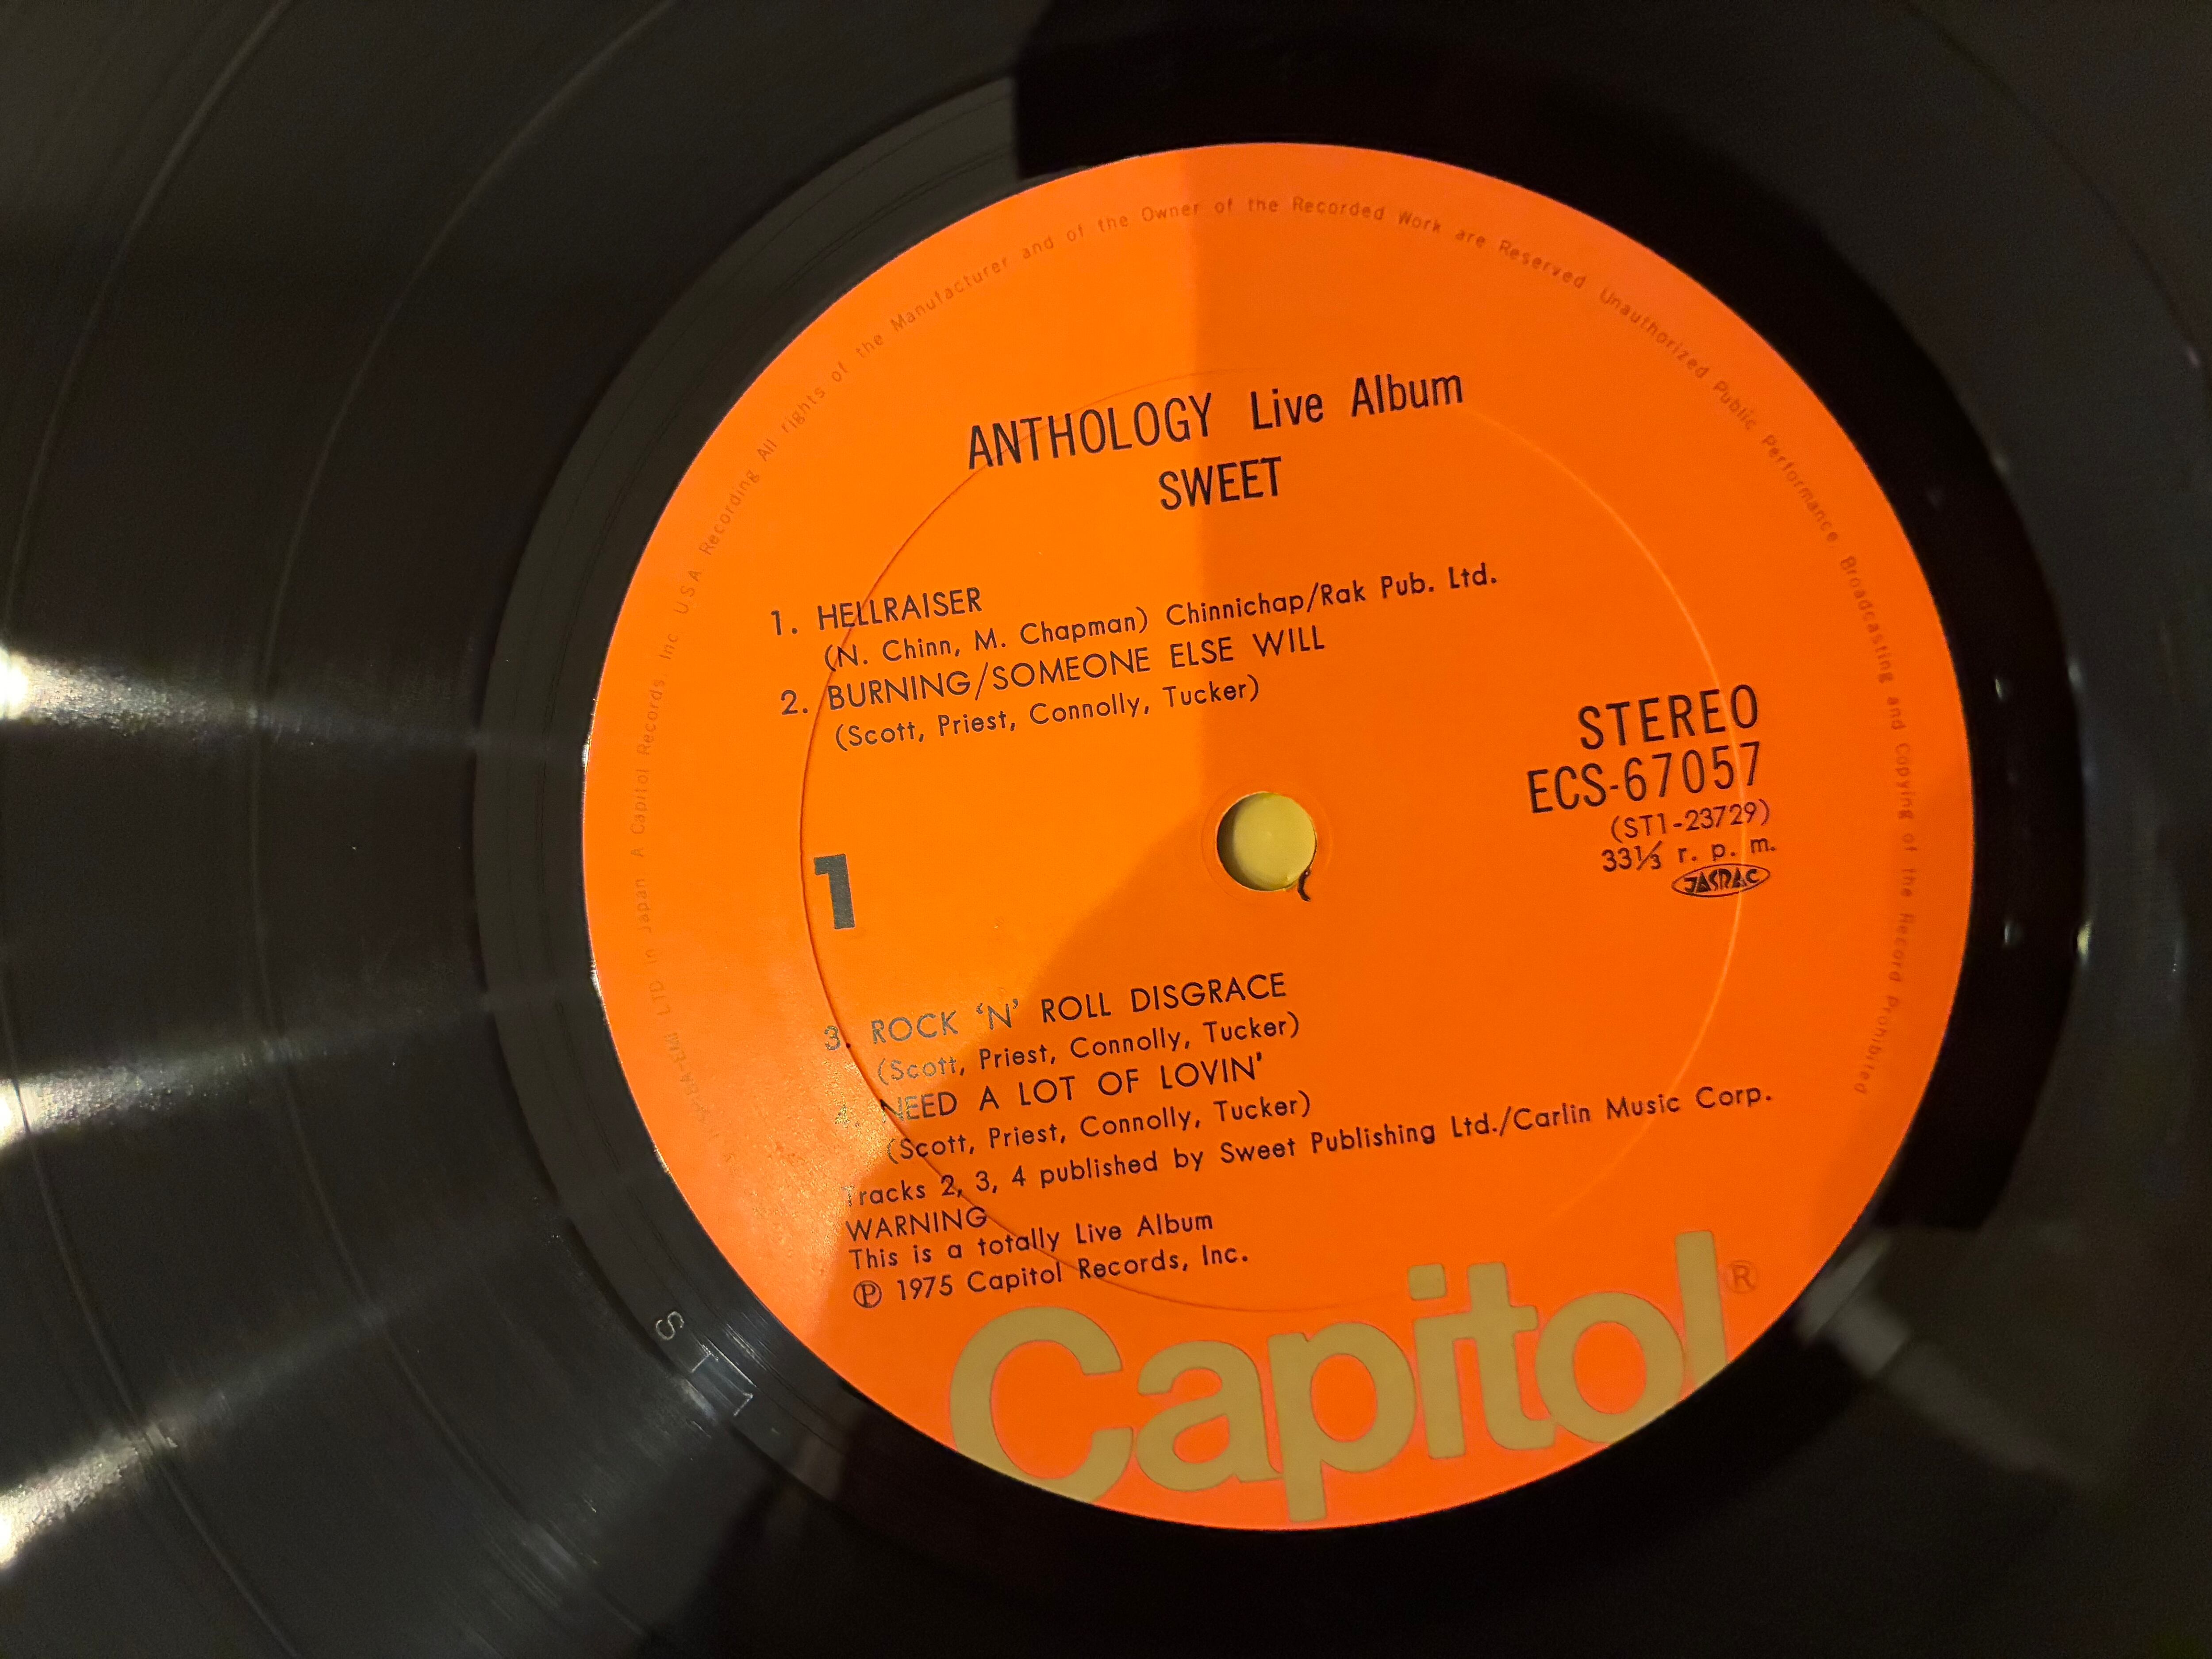 Recording All rights of the Manufacturer and of the Owner of the Recorded Work are Reserved Unauthorized Public Performance Broadcasting and Copying of the Record Prohibited
ANTHOLOGY Live Album
SWEET
1. HELLRAISER
(N. Chinn, M. Chapman) Chinnichap/Rak Pub. Ltd.
2. BURNING/SOMEONE ELSE WILL
(Scott, Priest, Connolly, Tucker)
STEREO
ECS-67057
(ST1-23729)
33⅓ r. p. m.
JASRAC
1
3. ROCK ‘N’ ROLL DISGRACE
(Scott, Priest, Connolly, Tucker)
4. NEED A LOT OF LOVIN’
(Scott, Priest, Connolly, Tucker)
Tracks 2, 3, 4 published by Sweet Publishing Ltd./Carlin Music Corp.
WARNING
This is a totally Live Album
Ⓟ 1975 Capitol Records, Inc.
Capitol®
LTD in Japan A Capitol Records. Inc U.S.A.
S